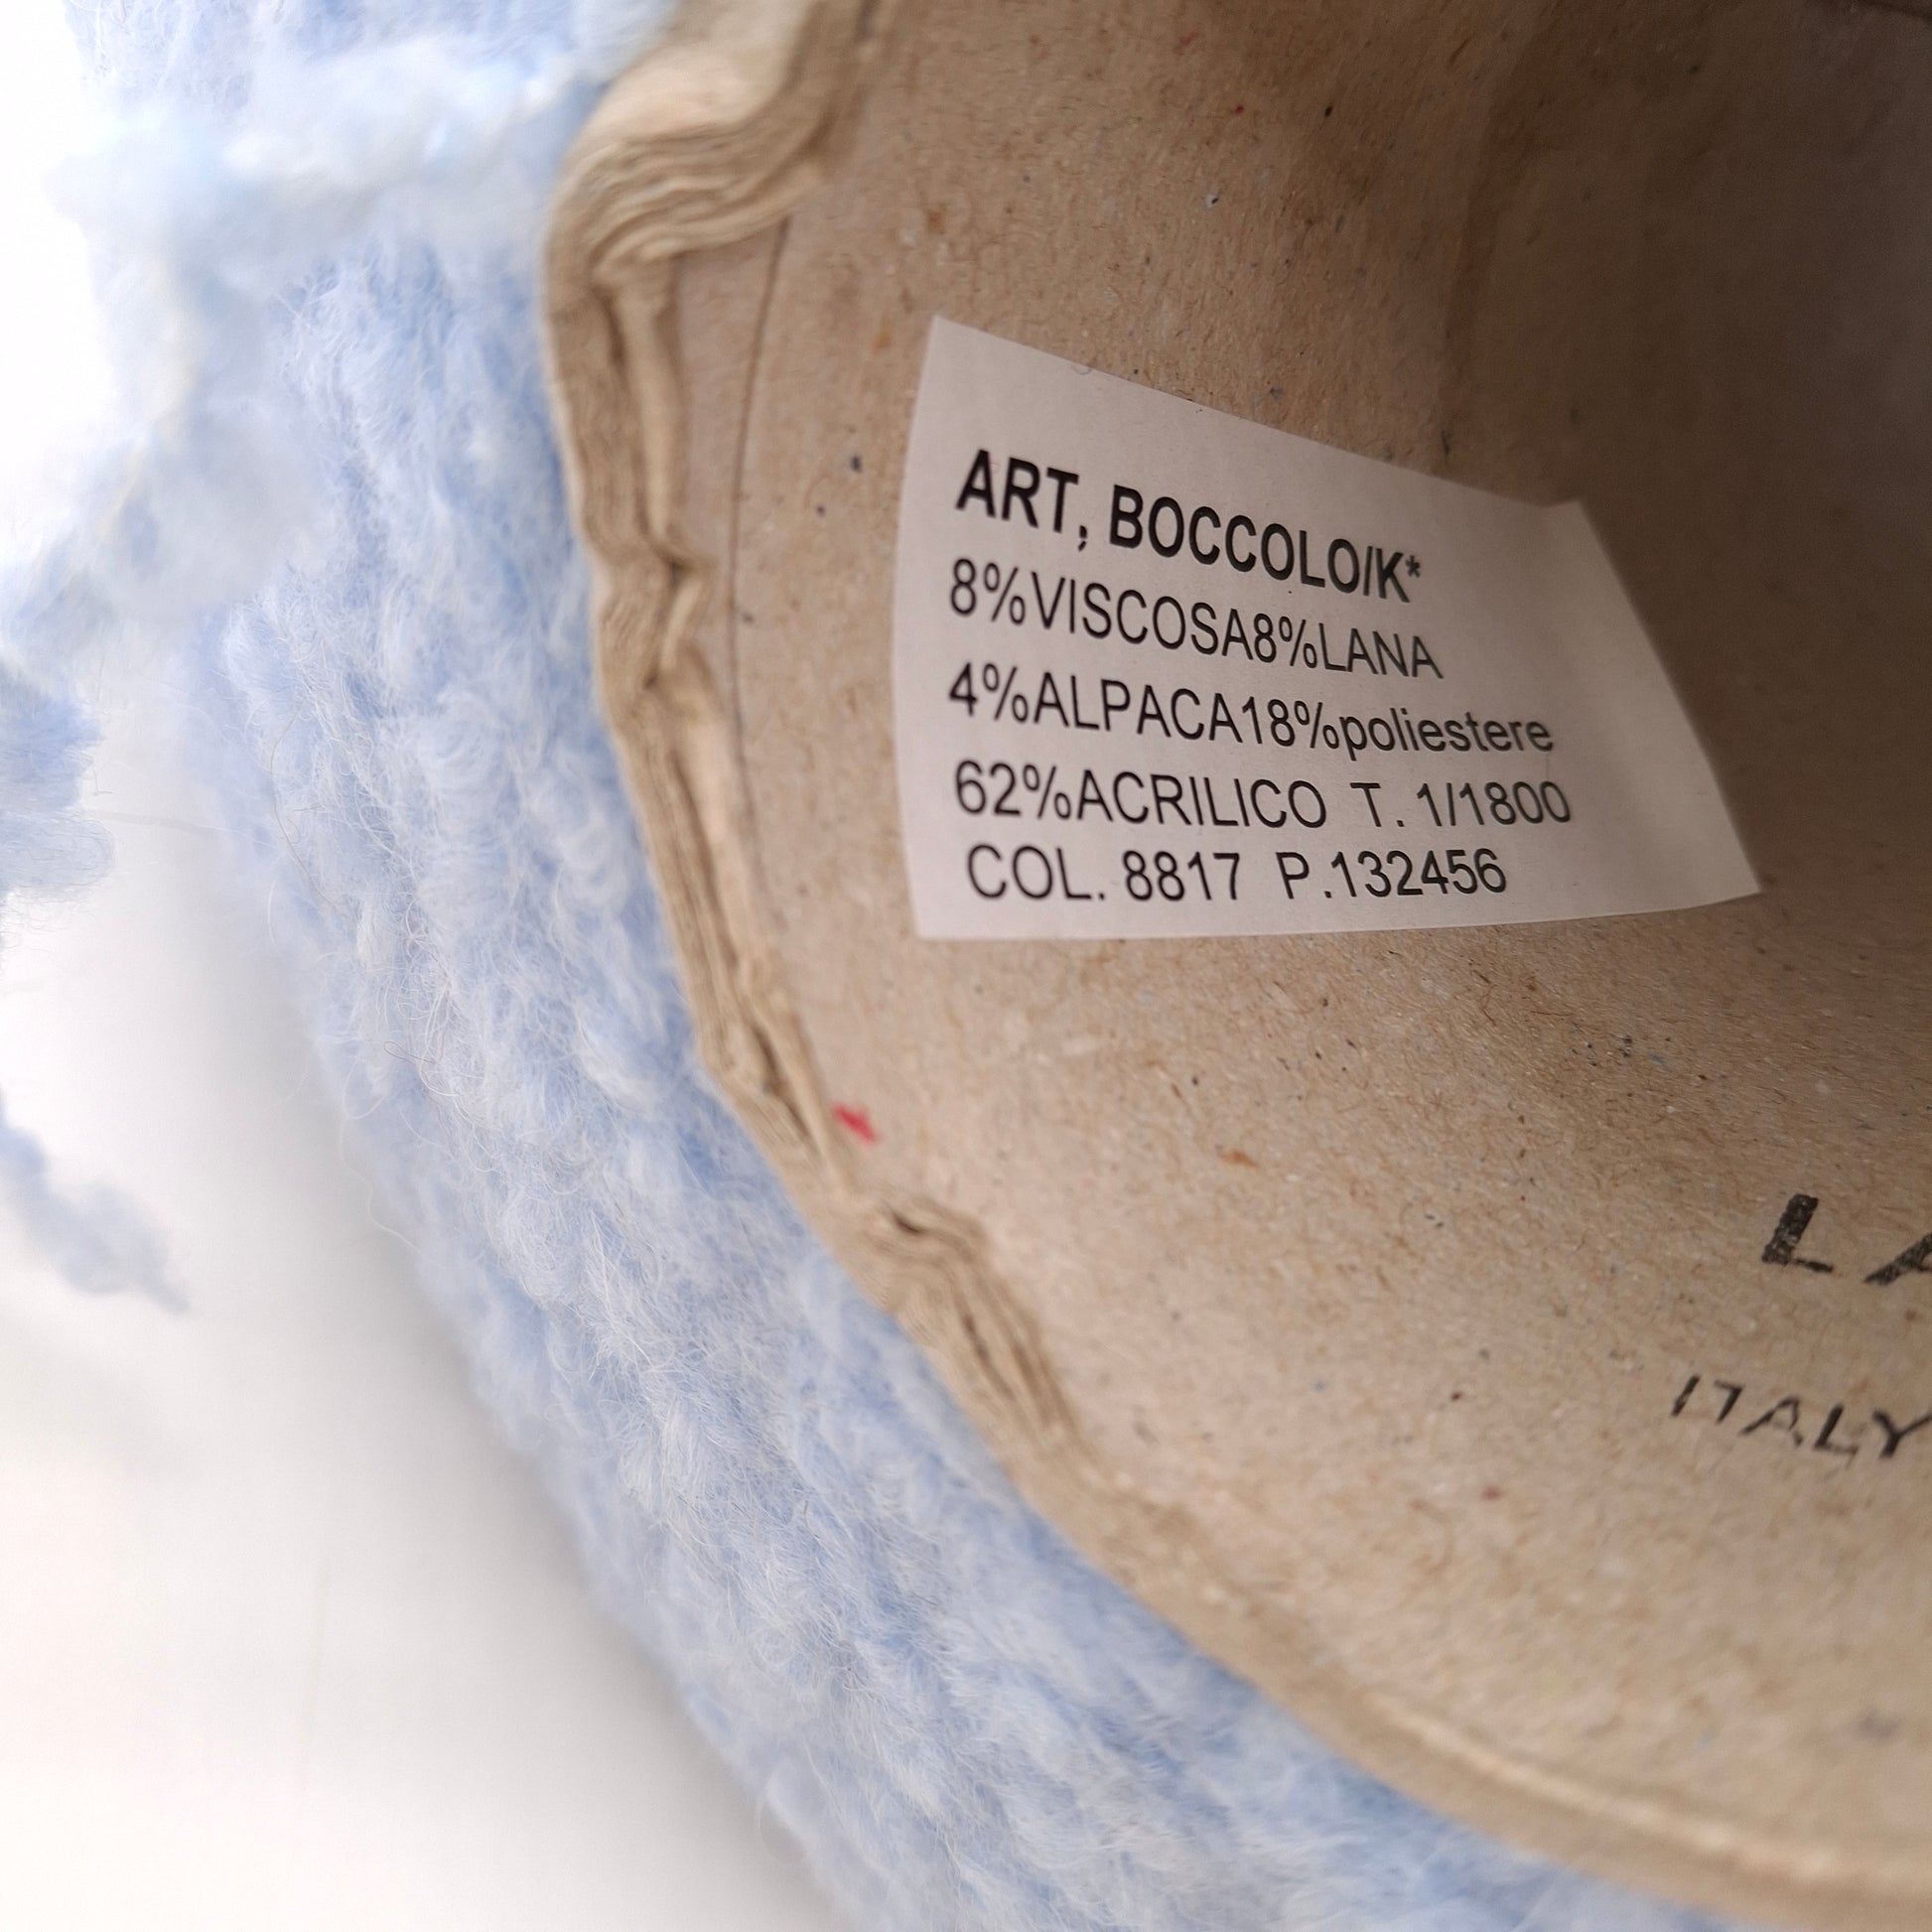 ART, BOCCOLO/K*
8%VISCOSA8%LANA
4%ALPACA18%poliestere
62%ACRILICO T. 1/1800
COL. 8817 P.132456
ITALY